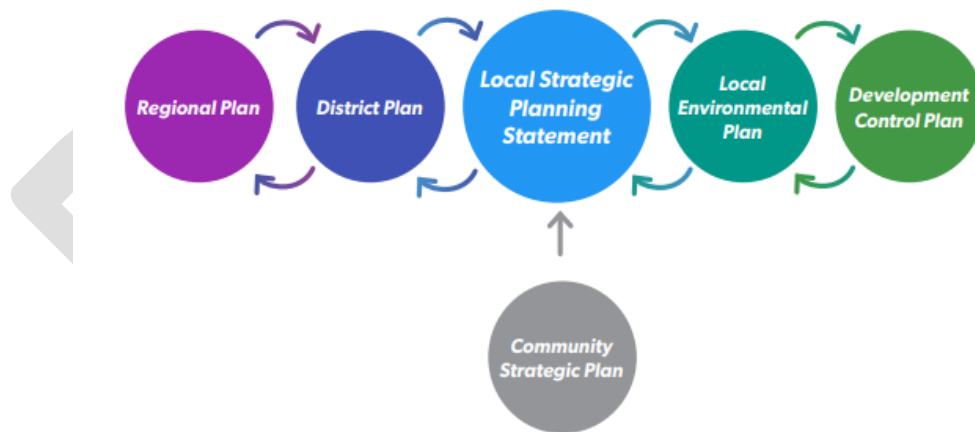 Regional Plan
District Plan
Local Strategic
Planning
Statement
Local
Environmental
Plan
Development
Control Plan
Community
Strategic Plan